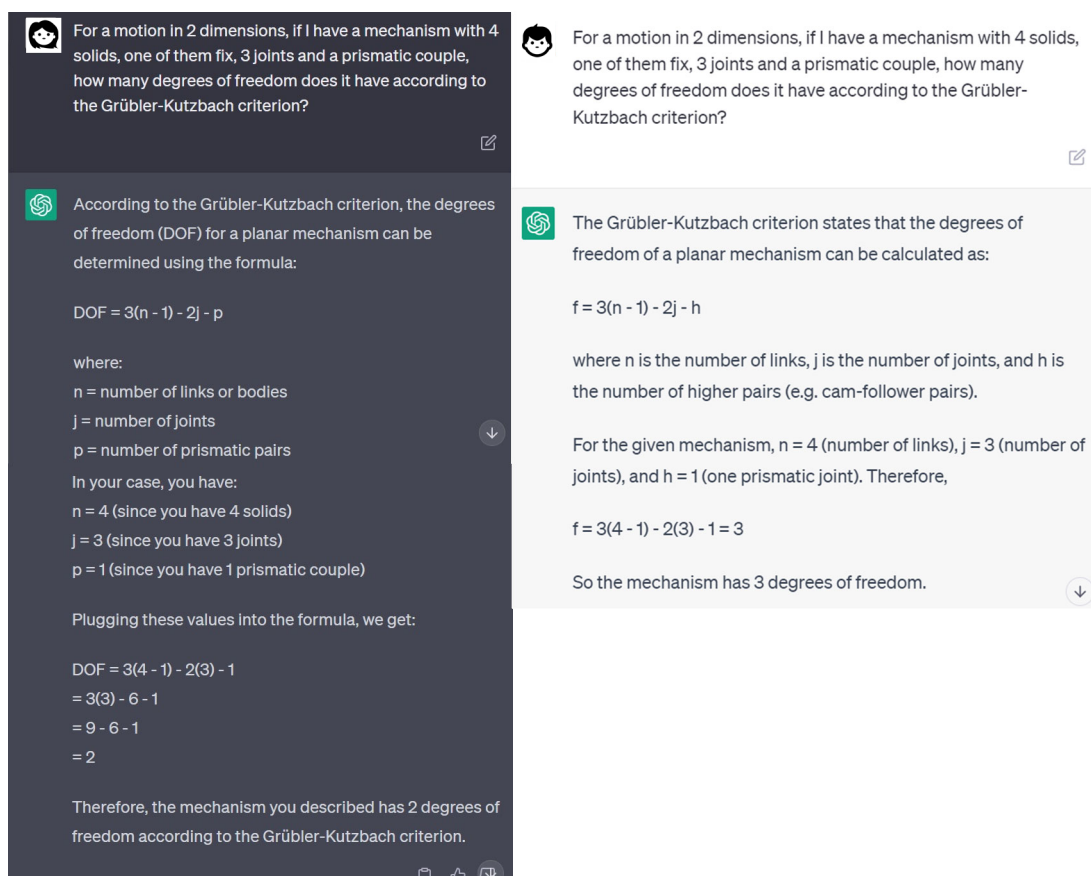 For a motion in 2 dimensions, if I have a mechanism with 4
solids, one of them fix, 3 joints and a prismatic couple,
how many degrees of freedom does it have according to
the Grübler-Kutzbach criterion?
According to the Grübler-Kutzbach criterion, the degrees
of freedom (DOF) for a planar mechanism can be
determined using the formula:
DOF = 3(n - 1) - 2j - p
where:
n = number of links or bodies
j = number of joints
p = number of prismatic pairs
In your case, you have:
n = 4 (since you have 4 solids)
j = 3 (since you have 3 joints)
p = 1 (since you have 1 prismatic couple)
Plugging these values into the formula, we get:
DOF = 3(4 - 1) - 2(3) - 1
= 3(3) - 6 - 1
= 9 - 6 - 1
= 2
Therefore, the mechanism you described has 2 degrees of
freedom according to the Grübler-Kutzbach criterion.
For a motion in 2 dimensions, if I have a mechanism with 4 solids,
one of them fix, 3 joints and a prismatic couple, how many
degrees of freedom does it have according to the Grübler-
Kutzbach criterion?
The Grübler-Kutzbach criterion states that the degrees of
freedom of a planar mechanism can be calculated as:
f = 3(n - 1) - 2j - h
where n is the number of links, j is the number of joints, and h is
the number of higher pairs (e.g. cam-follower pairs).
For the given mechanism, n = 4 (number of links), j = 3 (number of
joints), and h = 1 (one prismatic joint). Therefore,
f = 3(4 - 1) - 2(3) - 1 = 3
So the mechanism has 3 degrees of freedom.